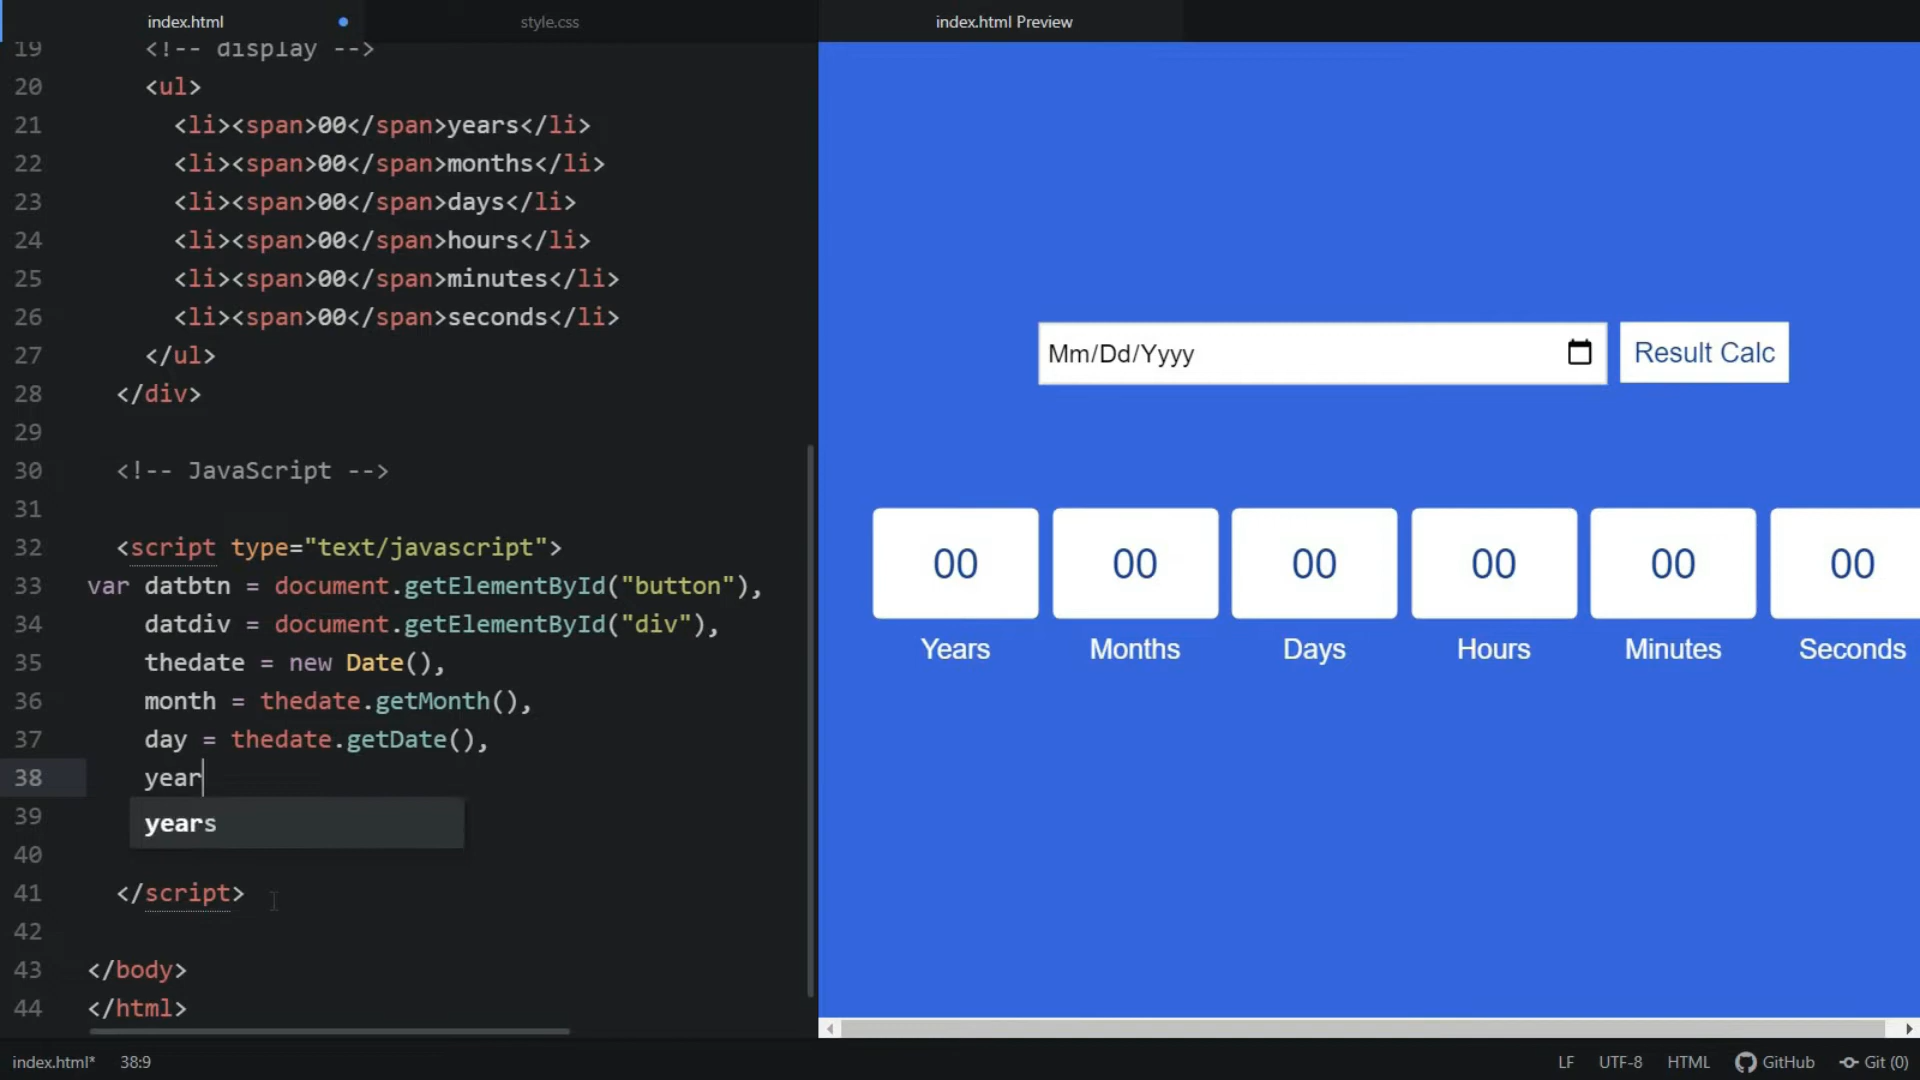 index.html
style.css
index.html Preview
19 <!-- display -->
20 <ul>
21 <li><span>00</span>years</li>
22 <li><span>00</span>months</li>
23 <li><span>00</span>days</li>
24 <li><span>00</span>hours</li>
25 <li><span>00</span>minutes</li>
26 <li><span>00</span>seconds</li>
27 </ul>
28 </div>
29
30 <!-- JavaScript -->
31
32 <script type="text/javascript">
33 var datbtn = document.getElementById("button"),
34 datdiv = document.getElementById("div"),
35 thedate = new Date(),
36 month = thedate.getMonth(),
37 day = thedate.getDate(),
38 year
years
39
40
41 </script>
42
43 </body>
44 </html>
Mm/Dd/Yyyy
Result Calc
00 00 00 00 00 00
Years Months Days Hours Minutes Seconds
index.html* 38:9
LF UTF-8 HTML GitHub Git (0)